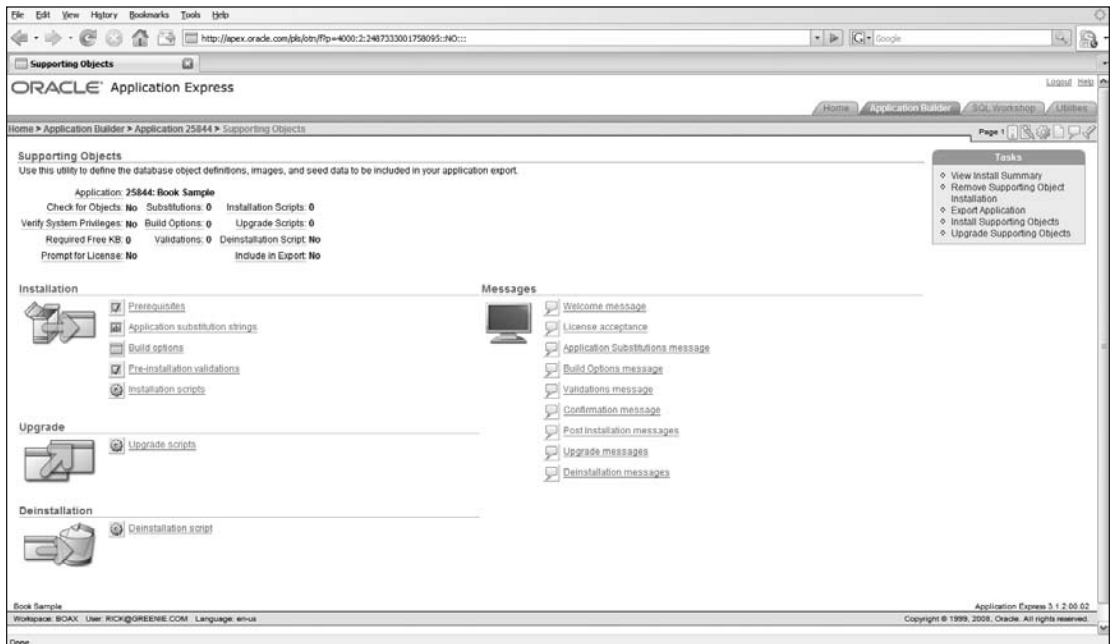 File Edit View History Bookmarks Tools Help
http://apex.oracle.com/pls/otn/f?p=4000:2:2487333001758095::NO:::
Google
Supporting Objects
ORACLE Application Express
Logout Help
Home Application Builder SQL Workshop Utilities
Home > Application Builder > Application 25844 > Supporting Objects
Page 1
Supporting Objects
Use this utility to define the database object definitions, images, and seed data to be included in your application export.
Application: 25844: Book Sample
Check for Objects: No Substitutions: 0 Installation Scripts: 0
Verify System Privileges: No Build Options: 0 Upgrade Scripts: 0
Required Free KB: 0 Validations: 0 Deinstallation Script: No
Prompt for License: No Include in Export: No
Tasks
View Install Summary
Remove Supporting Object
Installation
Export Application
Install Supporting Objects
Upgrade Supporting Objects
Installation
Prerequisites
Application substitution strings
Build options
Pre-installation validations
Installation scripts
Upgrade
Upgrade scripts
Deinstallation
Deinstallation script
Messages
Welcome message
License acceptance
Application Substitutions message
Build Options message
Validations message
Confirmation message
Post Installation messages
Upgrade messages
Deinstallation messages
Book Sample
Application Express 3.1.2.00.02
Workspace: BOAX User: RICK@GREENIE.COM Language: en-us
Copyright © 1999, 2008, Oracle. All rights reserved.
Done